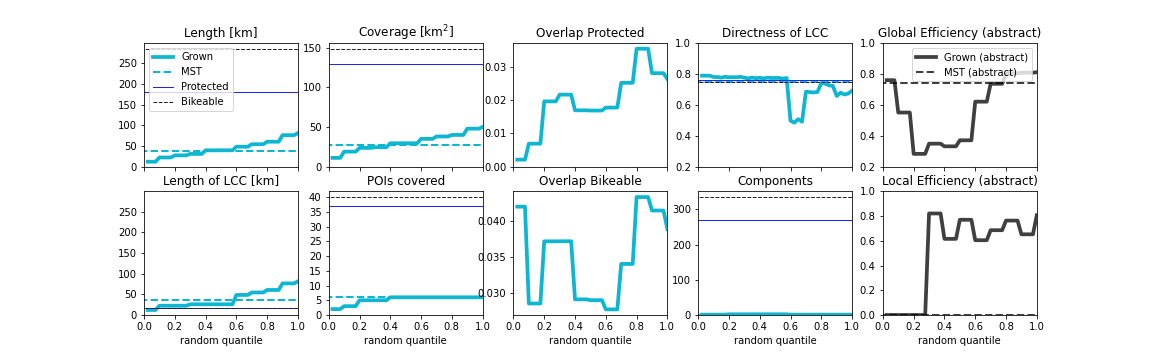 Length [km]
Coverage [km²]
Overlap Protected
Directness of LCC
Global Efficiency (abstract)
Grown
MST
Protected
Bikeable
Grown (abstract)
MST (abstract)
250
200
150
100
50
0
150
100
50
0
0.03
0.02
0.01
0.00
1.0
0.8
0.6
0.4
0.2
1.0
0.8
0.6
0.4
0.2
Length of LCC [km]
POIs covered
Overlap Bikeable
Components
Local Efficiency (abstract)
250
200
150
100
50
0
40
35
30
25
20
15
10
5
0
0.040
0.035
0.030
300
200
100
0
1.0
0.8
0.6
0.4
0.2
0.0
0.0 0.2 0.4 0.6 0.8 1.0
0.0 0.2 0.4 0.6 0.8 1.0
0.0 0.2 0.4 0.6 0.8 1.0
0.0 0.2 0.4 0.6 0.8 1.0
0.0 0.2 0.4 0.6 0.8 1.0
random quantile
random quantile
random quantile
random quantile
random quantile